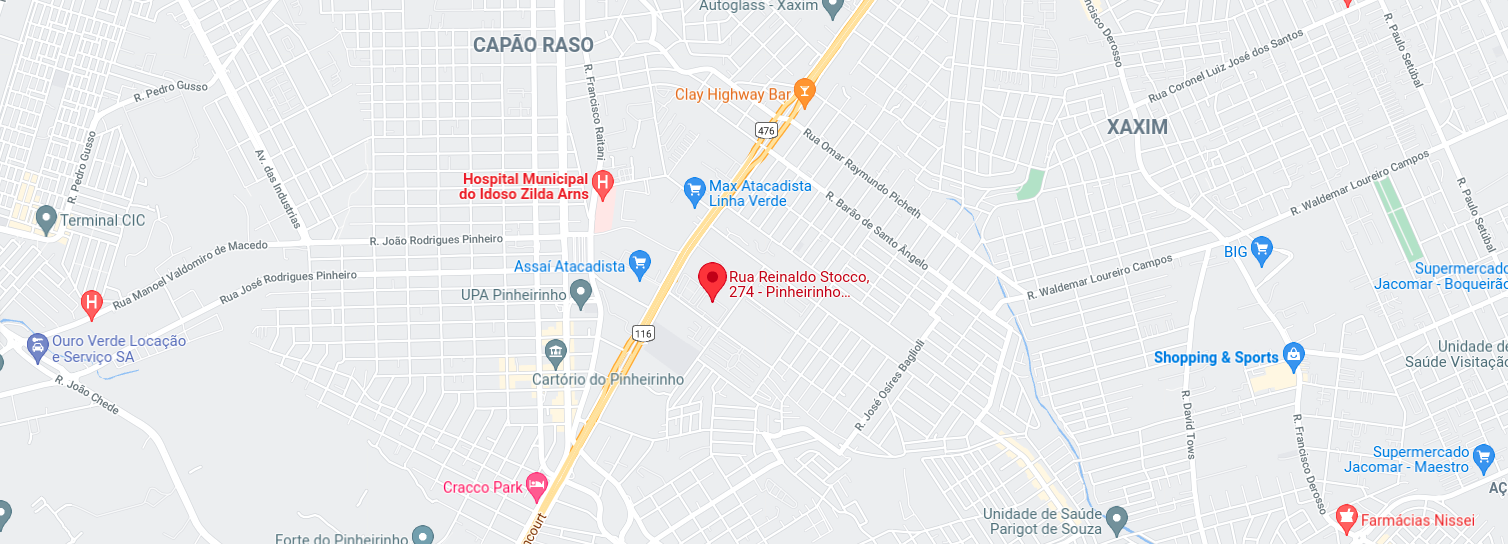 Autoglass - Xaxim
CAPÃO RASO
R. Francisco Raitani
R. Pedro Gusso
R. Pedro Gusso
Av. das Industrias
Clay Highway Bar
476
Rua Omar Raymundo Picheth
R. Barão de Santo Ângelo
Francisco Derosso
Rua Coronel Luiz José dos Santos
R. Paulo Setúbal
XAXIM
R. Waldemar Loureiro Campos
R. Paulo Setúbal
Hospital Municipal
do Idoso Zilda Arns
Max Atacadista
Linha Verde
Terminal CIC
R. João Rodrigues Pinheiro
Rua Manoel Valdomiro de Macedo
Rua José Rodrigues Pinheiro
Assaí Atacadista
UPA Pinheirinho
Rua Reinaldo Stocco,
274 - Pinheirinho...
R. Waldemar Loureiro Campos
BIG
Supermercado
Jacomar - Boqueirão
116
Ouro Verde Locação
e Serviço SA
R. João Chede
Cartório do Pinheirinho
R. José Osíres Baglioli
Shopping & Sports
Unidade de
Saúde Visitação
R. David Tows
R. Francisco Derosso
Supermercado
Jacomar - Maestro
Cracco Park
Unidade de Saúde
Parigot de Souza
Farmácias Nissei
Forte do Pinheirinho